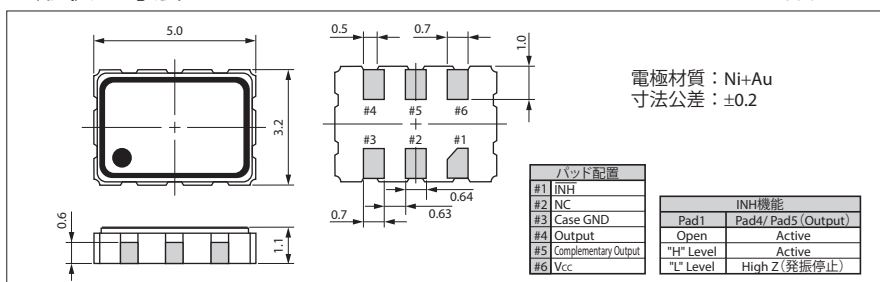 5.0
3.2
0.6
1.1
0.5
0.7
1.0
#4
#5
#6
#3
#2
#1
0.7
0.64
0.63
電極材質：Ni+Au
寸法公差：±0.2
パッド配置
#1 INH
#2 NC
#3 Case GND
#4 Output
#5 Complementary Output
#6 Vcc
INH機能
Pad1 Pad4/ Pad5 (Output)
Open Active
"H" Level Active
"L" Level High Z (発振停止)